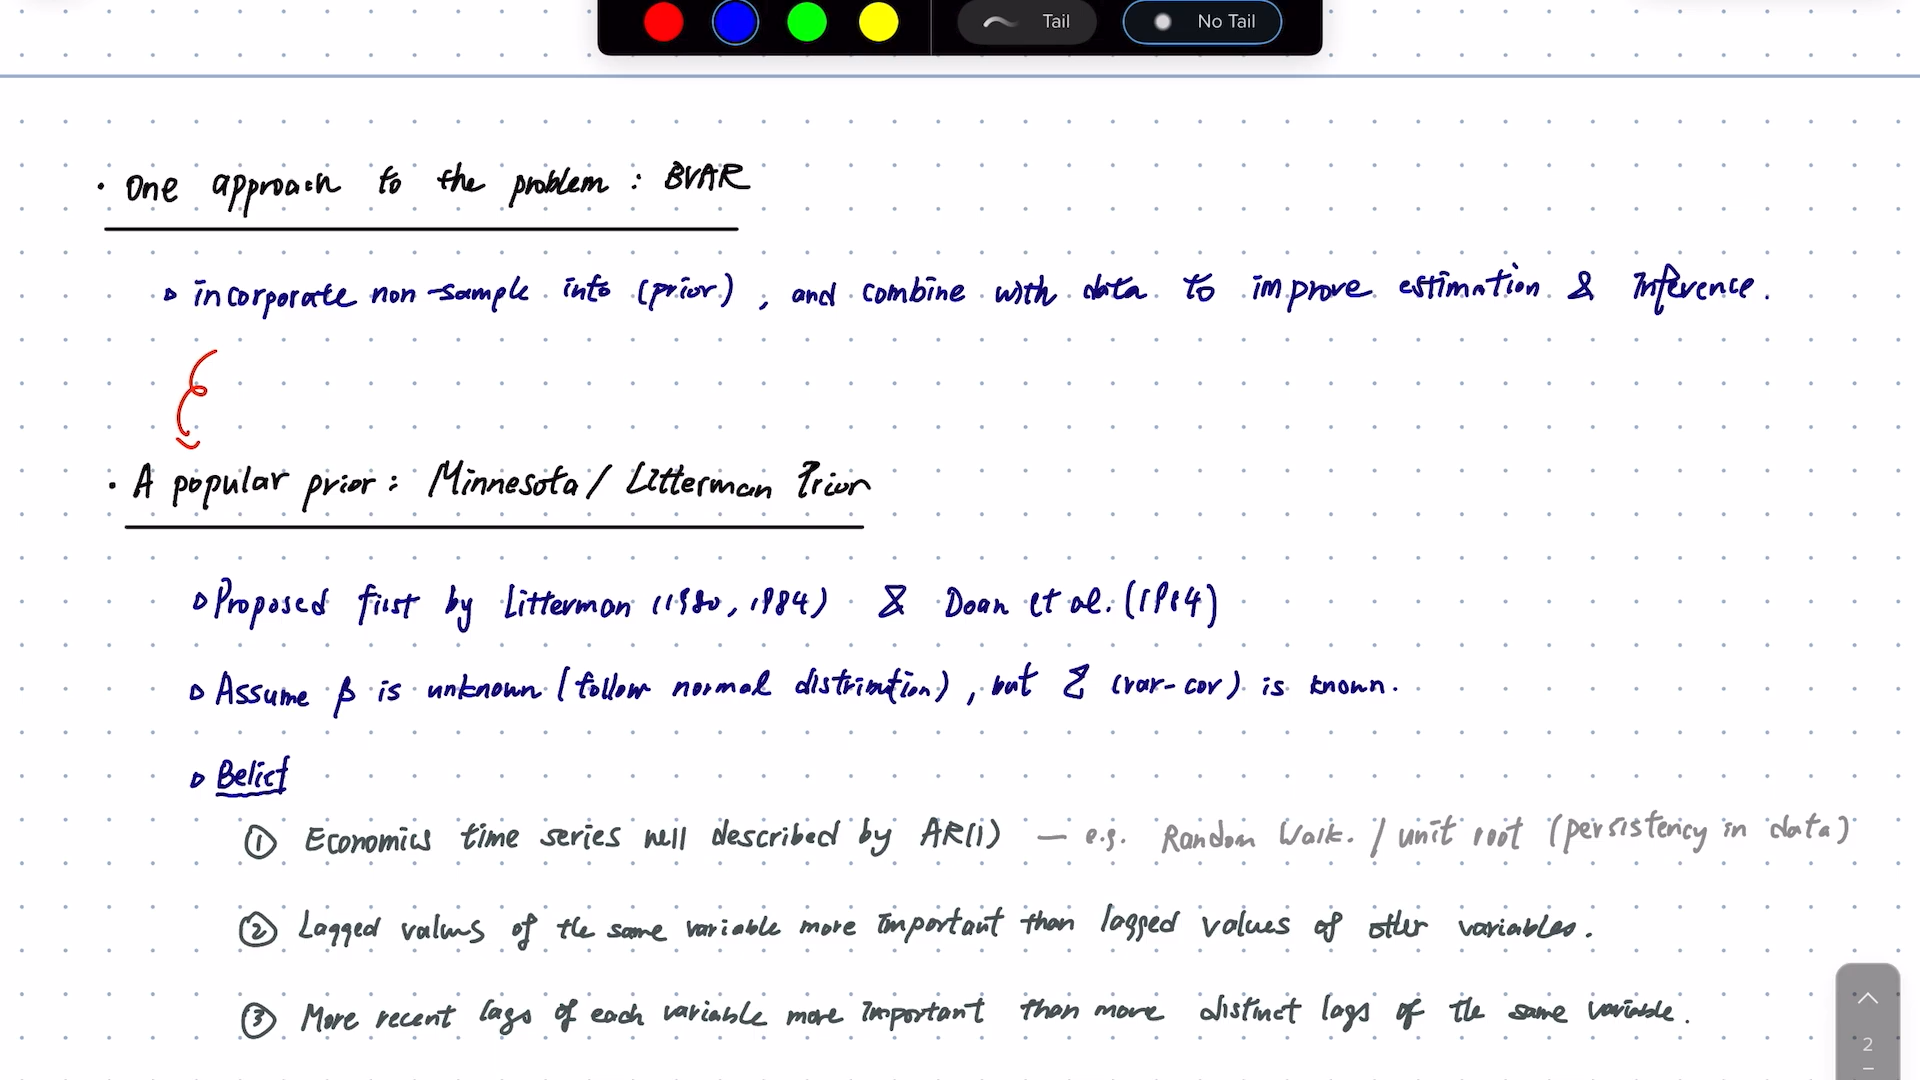 Tail No Tail
· One approach to the problem : BVAR
▹ incorporate non-sample info (prior) , and combine with data to improve estimation & Inference.
· A popular prior : Minnesota / Litterman Prior
▹ Proposed first by Litterman (1980, 1984) & Doan et al. (1984)
▹ Assume β is unknown (follow normal distribution) , but Σ (var-cov) is known.
▹ Belief
① Economics time series well described by AR(1) — e.g. Random Walk. / unit root (persistency in data)
② Lagged values of the same variable more important than lagged values of other variables.
③ More recent lags of each variable more important than more distinct lags of the same variable.
2